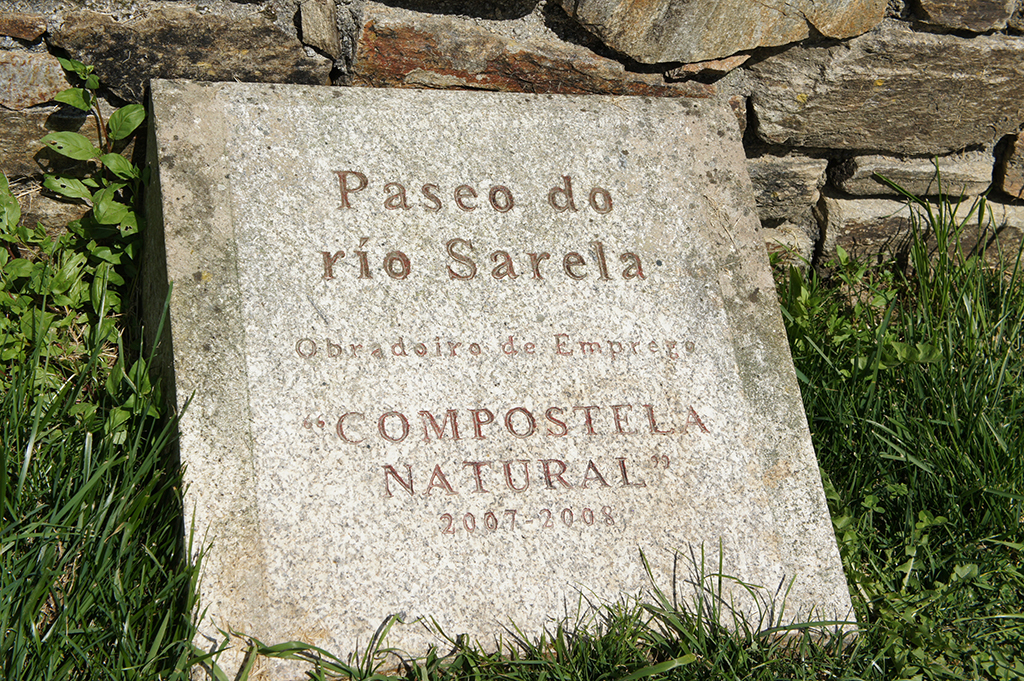 Paseo do
río Sarela
Obradoiro de Emprego
“COMPOSTELA
NATURAL”
2007-2008